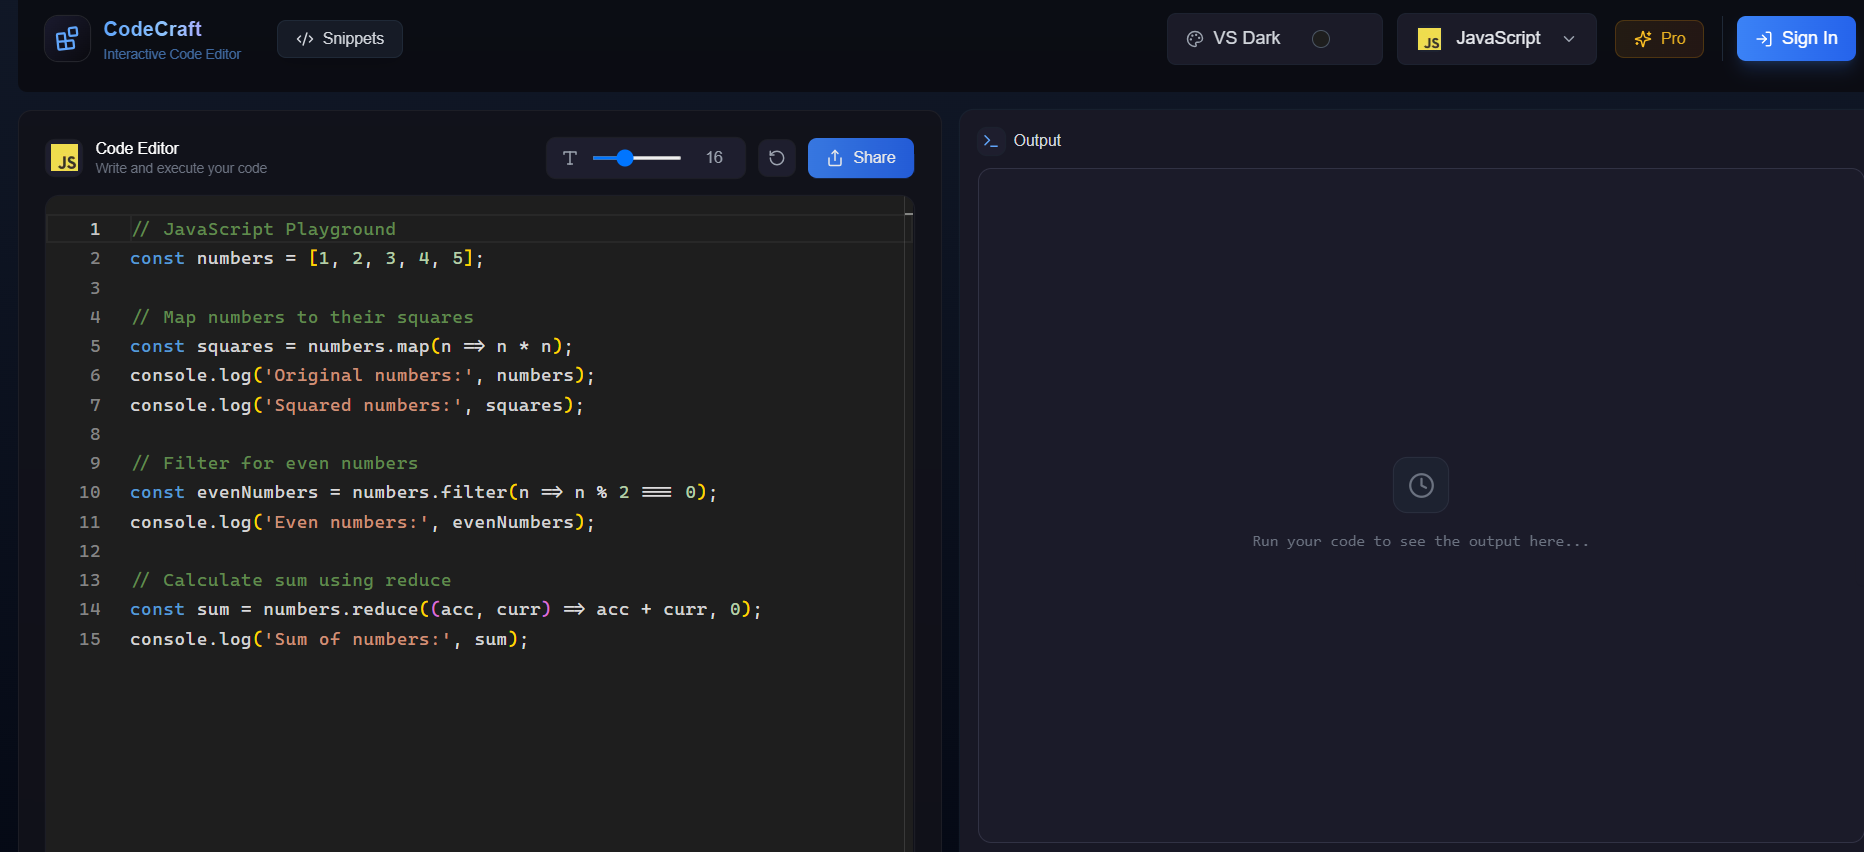 CodeCraft
Interactive Code Editor
</> Snippets
VS Dark
JS JavaScript
Pro
Sign In
JS
Code Editor
Write and execute your code
16
Share
1 // JavaScript Playground
2 const numbers = [1, 2, 3, 4, 5];
3
4 // Map numbers to their squares
5 const squares = numbers.map(n => n * n);
6 console.log('Original numbers:', numbers);
7 console.log('Squared numbers:', squares);
8
9 // Filter for even numbers
10 const evenNumbers = numbers.filter(n => n % 2 === 0);
11 console.log('Even numbers:', evenNumbers);
12
13 // Calculate sum using reduce
14 const sum = numbers.reduce((acc, curr) => acc + curr, 0);
15 console.log('Sum of numbers:', sum);
Output
Run your code to see the output here...